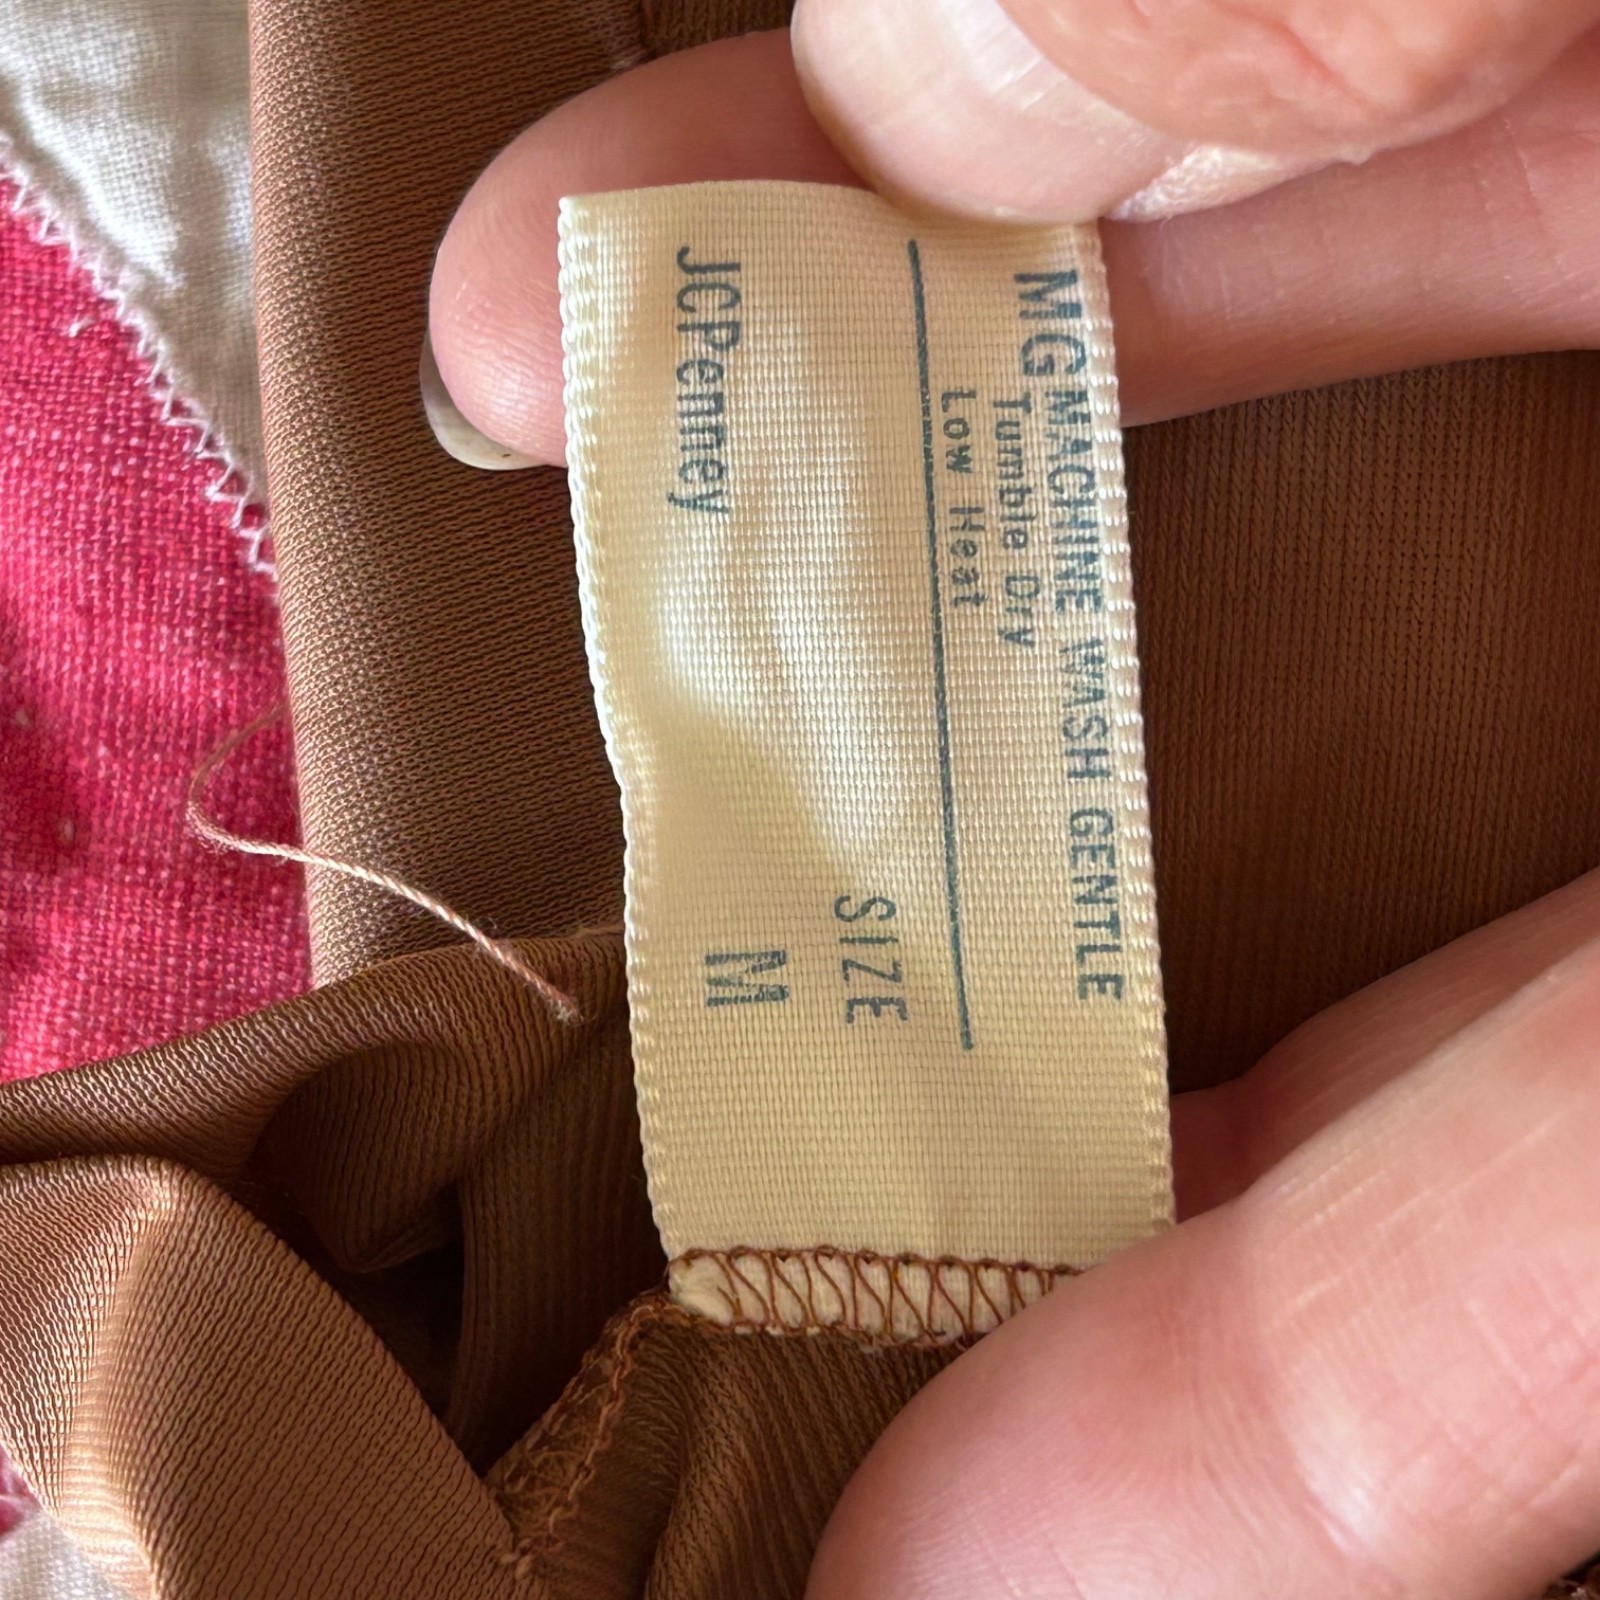 MG MACHINE WASH GENTLE
Tumble Dry
Low Heat
SIZE
JCPenney M